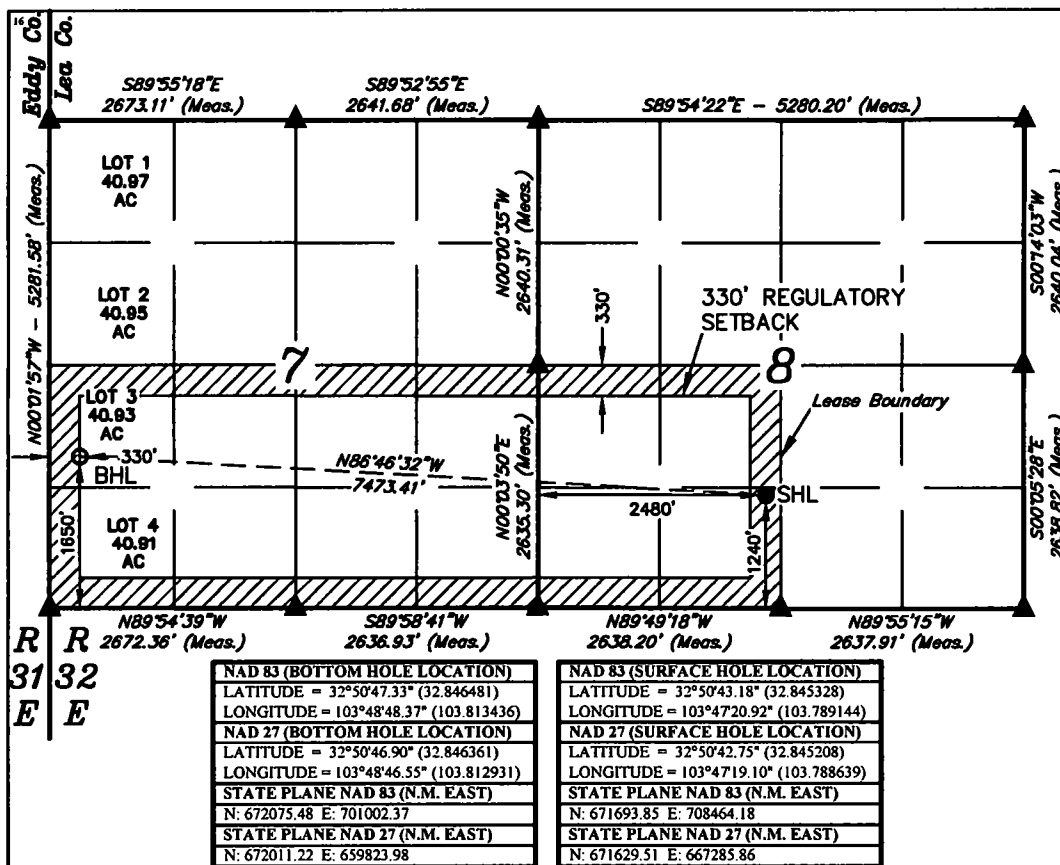 16
Eddy Co.
Lea Co.
S89°55'18"E
2673.11' (Meas.)
S89°52'55"E
2641.68' (Meas.)
S89°54'22"E - 5280.20' (Meas.)
LOT 1
40.97
AC
N00°01'57"W - 5281.58' (Meas.)
N00°00'35"W
2640.31' (Meas.)
S00°14'03"W
2640.04' (Meas.)
LOT 2
40.95
AC
330'
330' REGULATORY
SETBACK
7
8
LOT 3
40.93
AC
Lease Boundary
330'
BHL
N86°46'32"W
7473.41'
N00°03'50"E
2635.30' (Meas.)
2480'
SHL
S00°05'28"E
2638.82' (Meas.)
LOT 4
40.91
AC
1650'
1240'
N89°54'39"W
2672.36' (Meas.)
S89°58'41"W
2636.93' (Meas.)
N89°49'18"W
2638.20' (Meas.)
N89°55'15"W
2637.91' (Meas.)
R R
31 32
E E
NAD 83 (BOTTOM HOLE LOCATION)
LATITUDE = 32°50'47.33" (32.846481)
LONGITUDE = 103°48'48.37" (103.813436)
NAD 27 (BOTTOM HOLE LOCATION)
LATITUDE = 32°50'46.90" (32.846361)
LONGITUDE = 103°48'46.55" (103.812931)
STATE PLANE NAD 83 (N.M. EAST)
N: 672075.48 E: 701002.37
STATE PLANE NAD 27 (N.M. EAST)
N: 672011.22 E: 659823.98
NAD 83 (SURFACE HOLE LOCATION)
LATITUDE = 32°50'43.18" (32.845328)
LONGITUDE = 103°47'20.92" (103.789144)
NAD 27 (SURFACE HOLE LOCATION)
LATITUDE = 32°50'42.75" (32.845208)
LONGITUDE = 103°47'19.10" (103.788639)
STATE PLANE NAD 83 (N.M. EAST)
N: 671693.85 E: 708464.18
STATE PLANE NAD 27 (N.M. EAST)
N: 671629.51 E: 667285.86